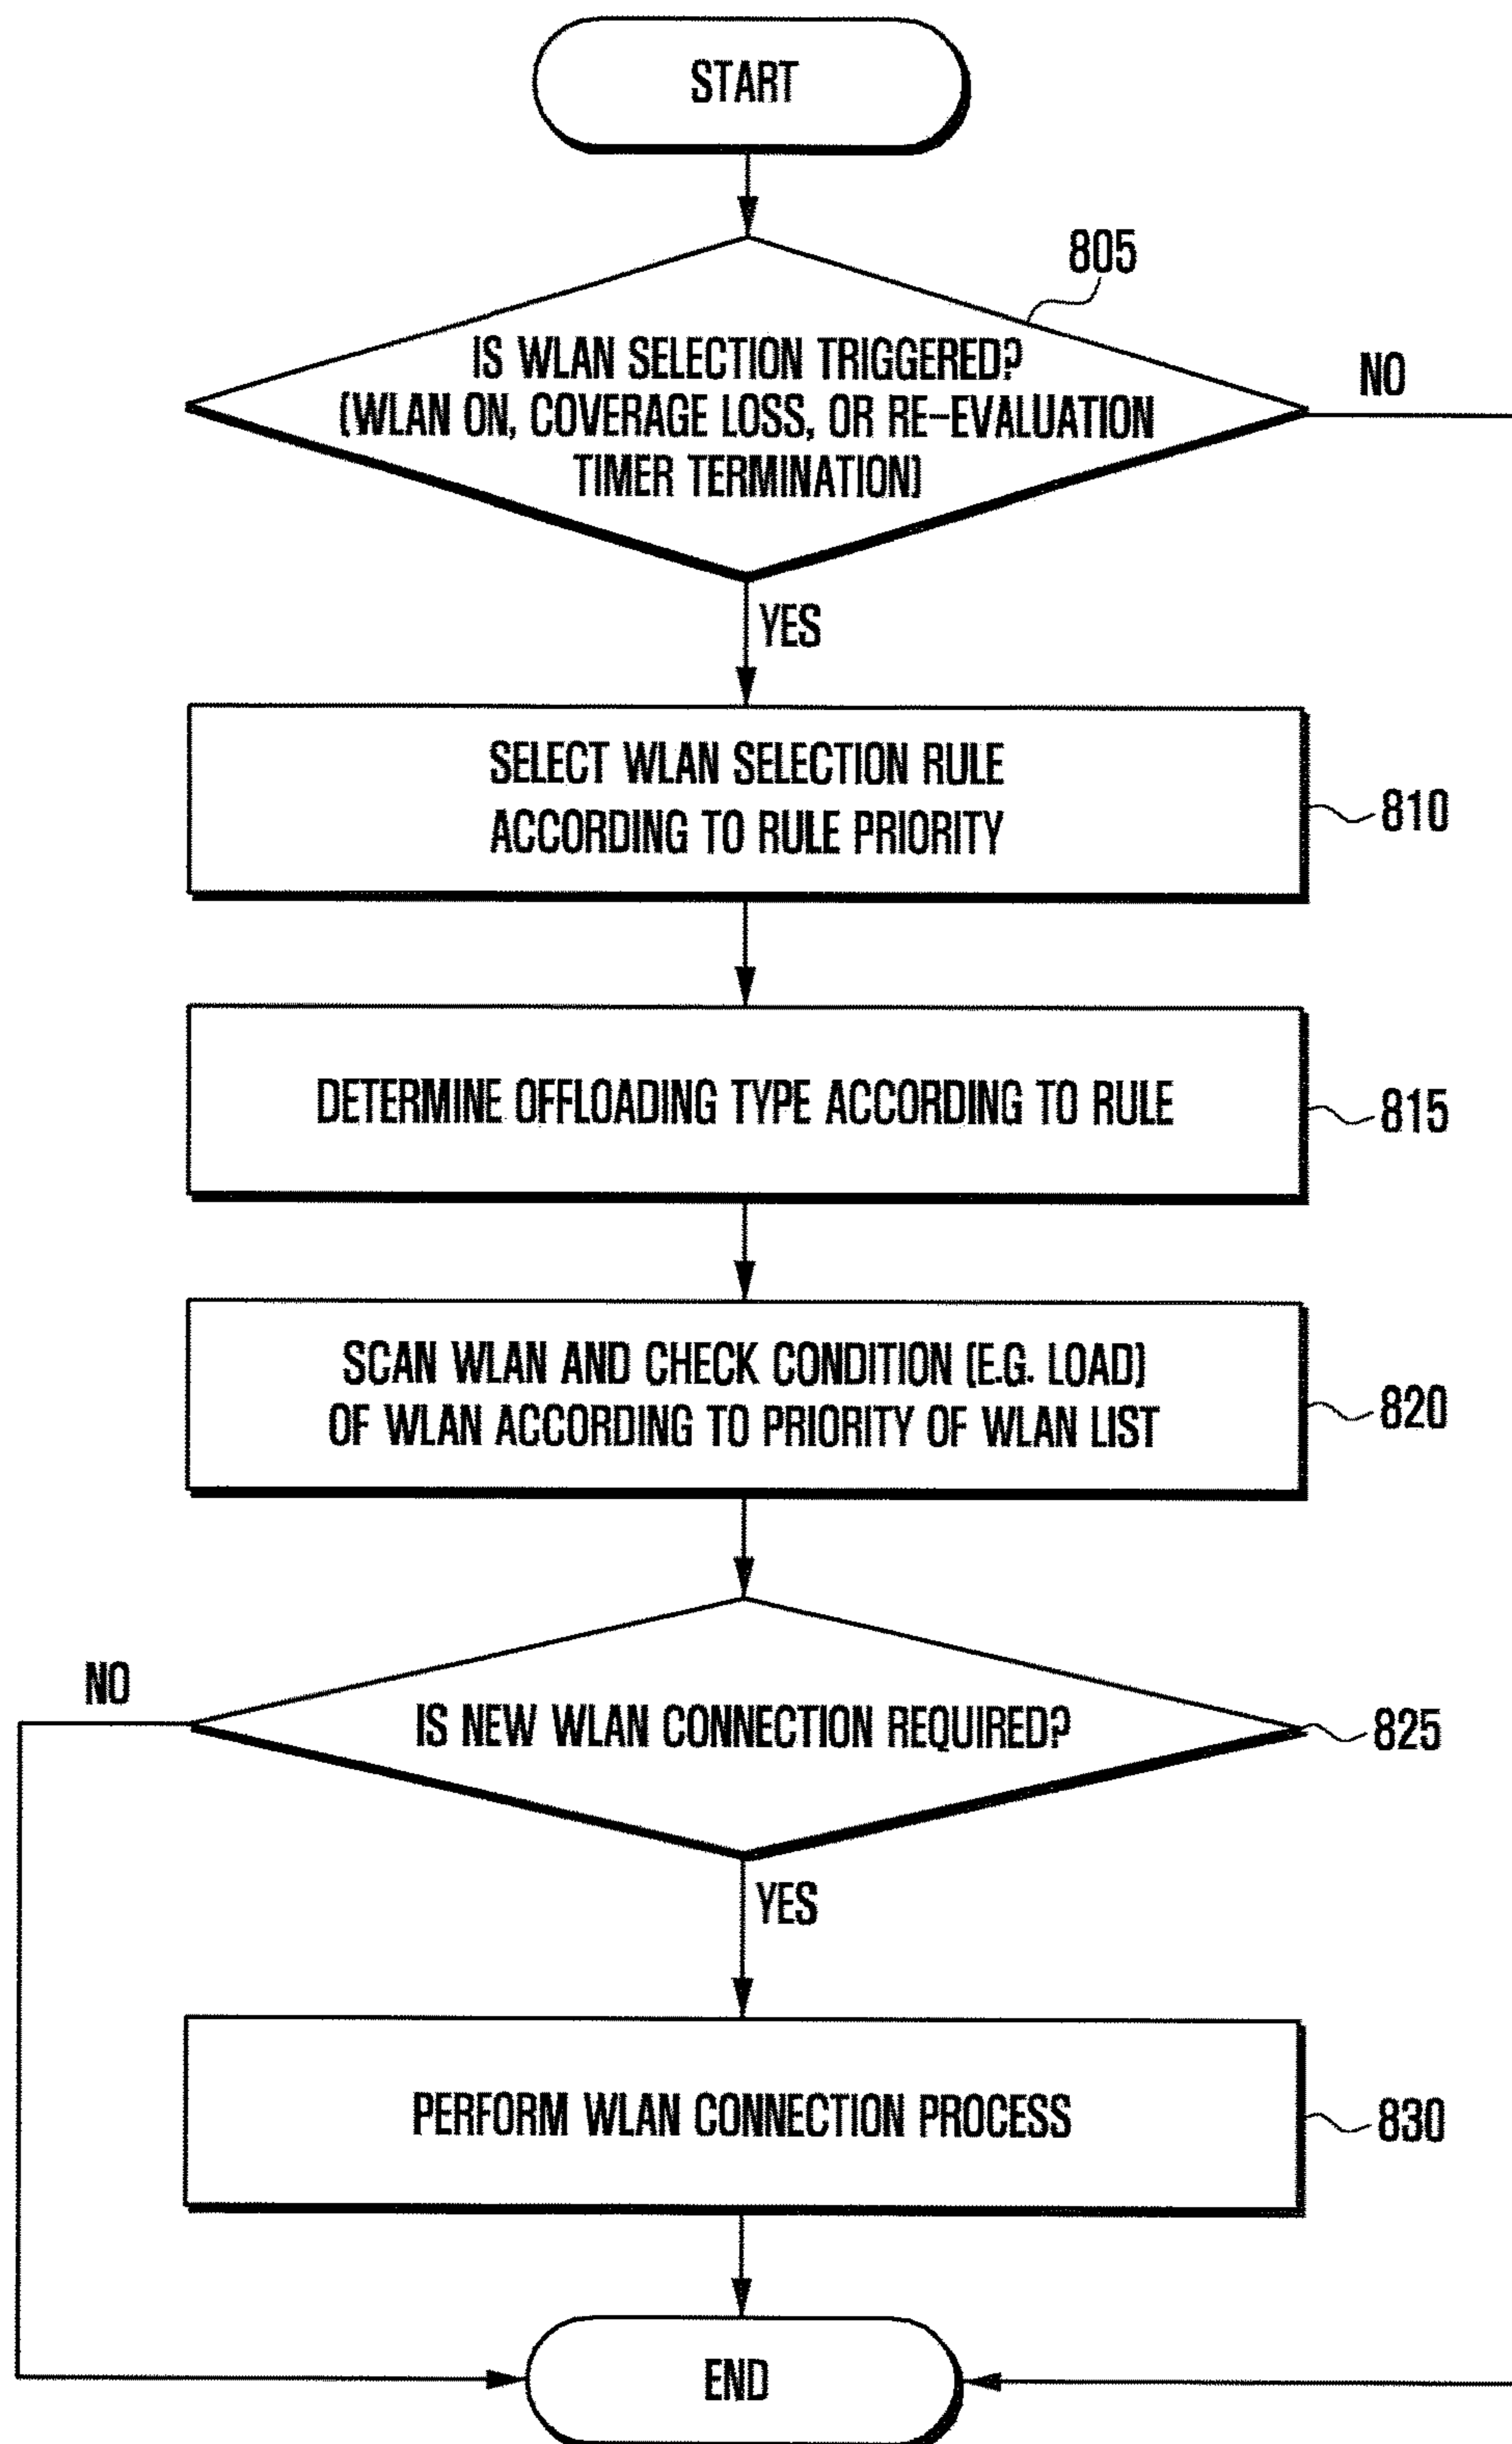 START
805
IS WLAN SELECTION TRIGGERED?
(WLAN ON, COVERAGE LOSS, OR RE-EVALUATION
TIMER TERMINATION)
NO
YES
SELECT WLAN SELECTION RULE
ACCORDING TO RULE PRIORITY
810
DETERMINE OFFLOADING TYPE ACCORDING TO RULE
815
SCAN WLAN AND CHECK CONDITION (E.G. LOAD)
OF WLAN ACCORDING TO PRIORITY OF WLAN LIST
820
NO
IS NEW WLAN CONNECTION REQUIRED?
825
YES
PERFORM WLAN CONNECTION PROCESS
830
END